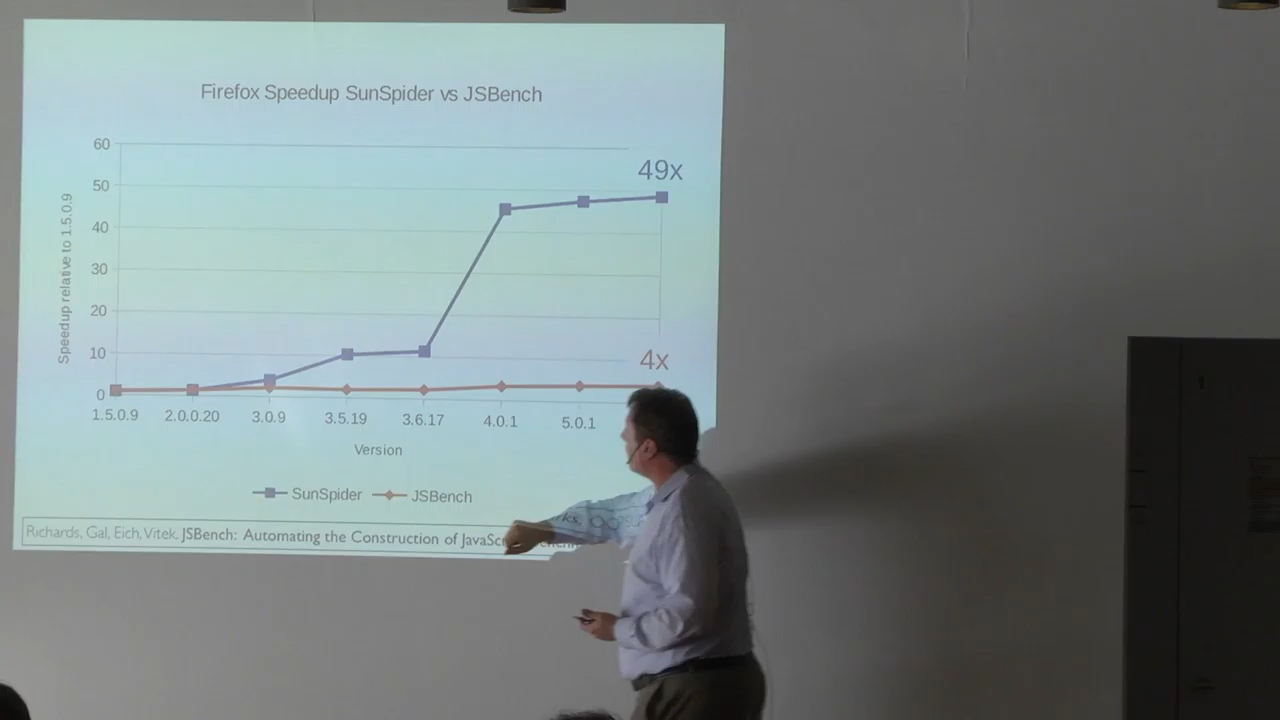 Firefox Speedup SunSpider vs JSBench
60
49x
50
40
30
20
10
4x
0
Speedup relative to 1.5.0.9
1.5.0.9 2.0.0.20 3.0.9 3.5.19 3.6.17 4.0.1 5.0.1
Version
SunSpider JSBench
Richards, Gal, Eich, Vitek. JSBench: Automating the Construction of